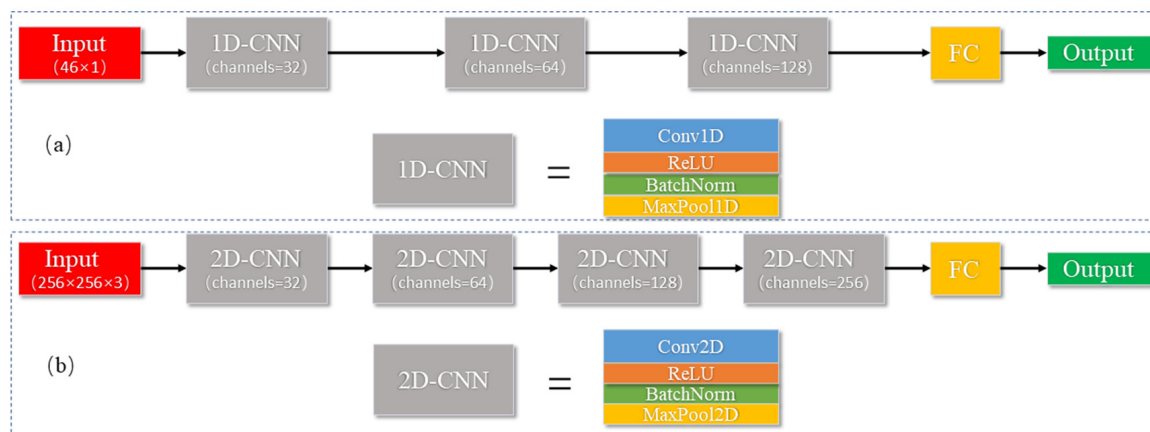 Input
(46×1)
1D-CNN
(channels=32)
1D-CNN
(channels=64)
1D-CNN
(channels=128)
FC
Output
(a)
1D-CNN
=
Conv1D
ReLU
BatchNorm
MaxPool1D
Input
(256×256×3)
2D-CNN
(channels=32)
2D-CNN
(channels=64)
2D-CNN
(channels=128)
2D-CNN
(channels=256)
FC
Output
(b)
2D-CNN
=
Conv2D
ReLU
BatchNorm
MaxPool2D